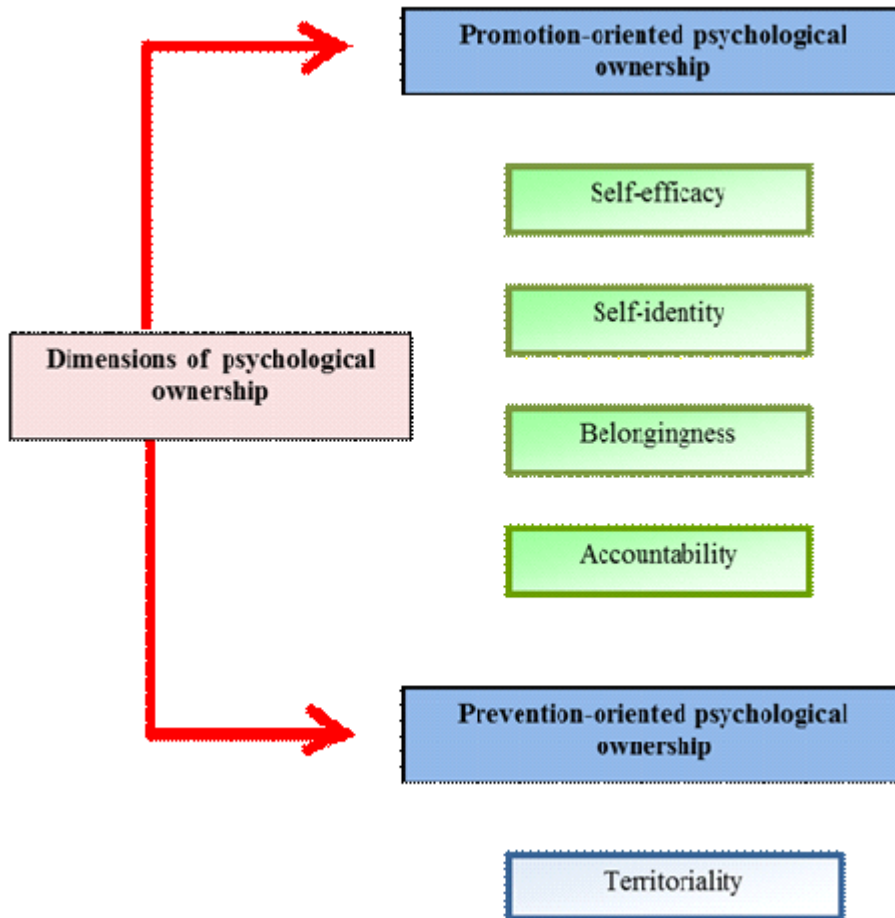 Promotion-oriented psychological
ownership
Self-efficacy
Self-identity
Dimensions of psychological
ownership
Belongingness
Accountability
Prevention-oriented psychological
ownership
Territoriality